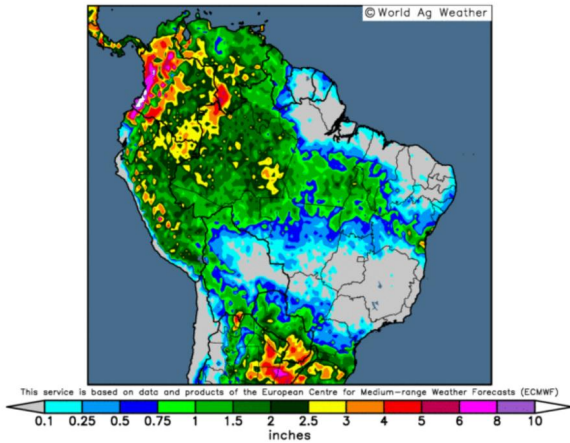 © World Ag Weather
This service is based on data and products of the European Centre for Medium-range Weather Forecasts (ECMWF)
0.1 0.25 0.5 0.75 1 1.5 2 2.5 3 4 5 6 8 10
inches